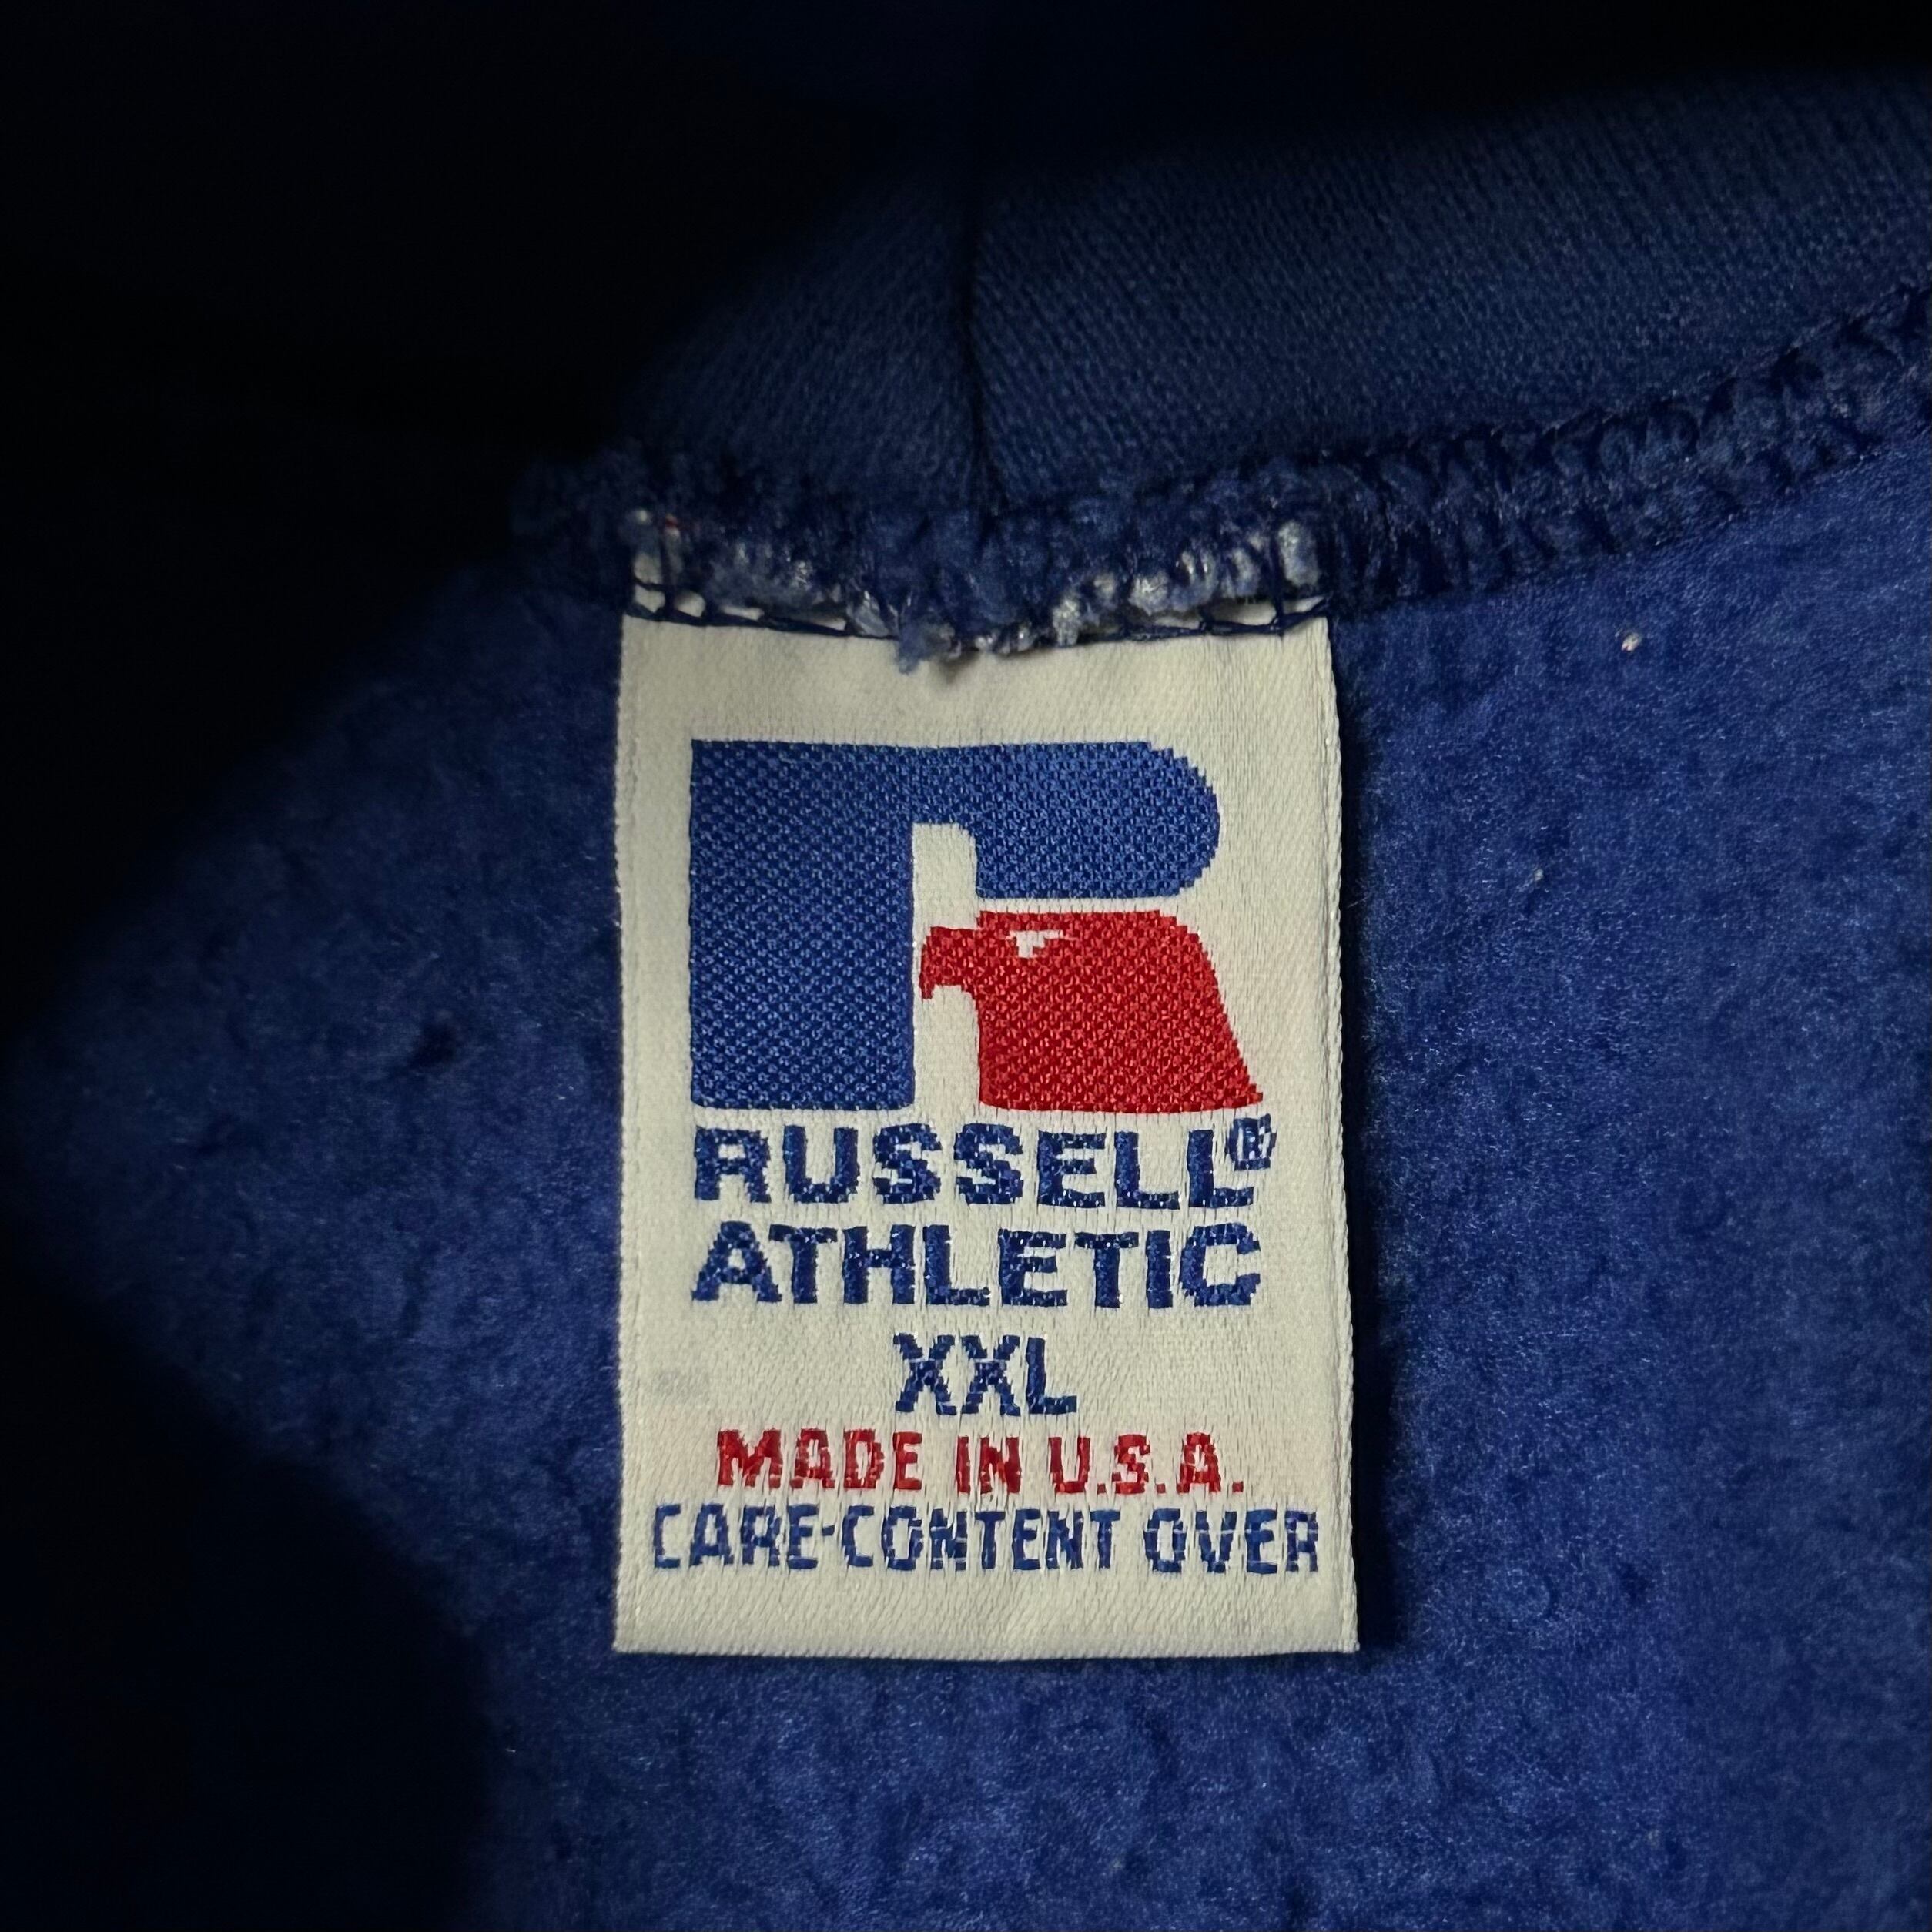 RUSSELL®
ATHLETIC
XXL
MADE IN U.S.A.
CARE-CONTENT OVER